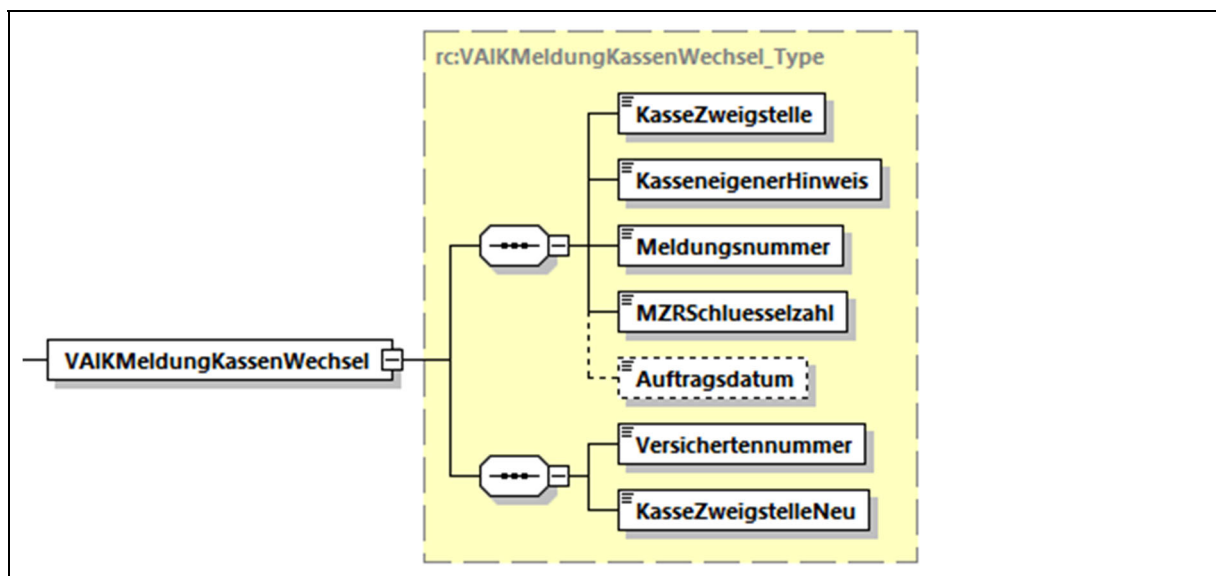 rc:VAIKMeldungKassenWechsel_Type
KasseZweigstelle
KasseneigenerHinweis
Meldungsnummer
MZRSchluesselzahl
VAIKMeldungKassenWechsel
Auftragsdatum
Versichertennummer
KasseZweigstelleNeu